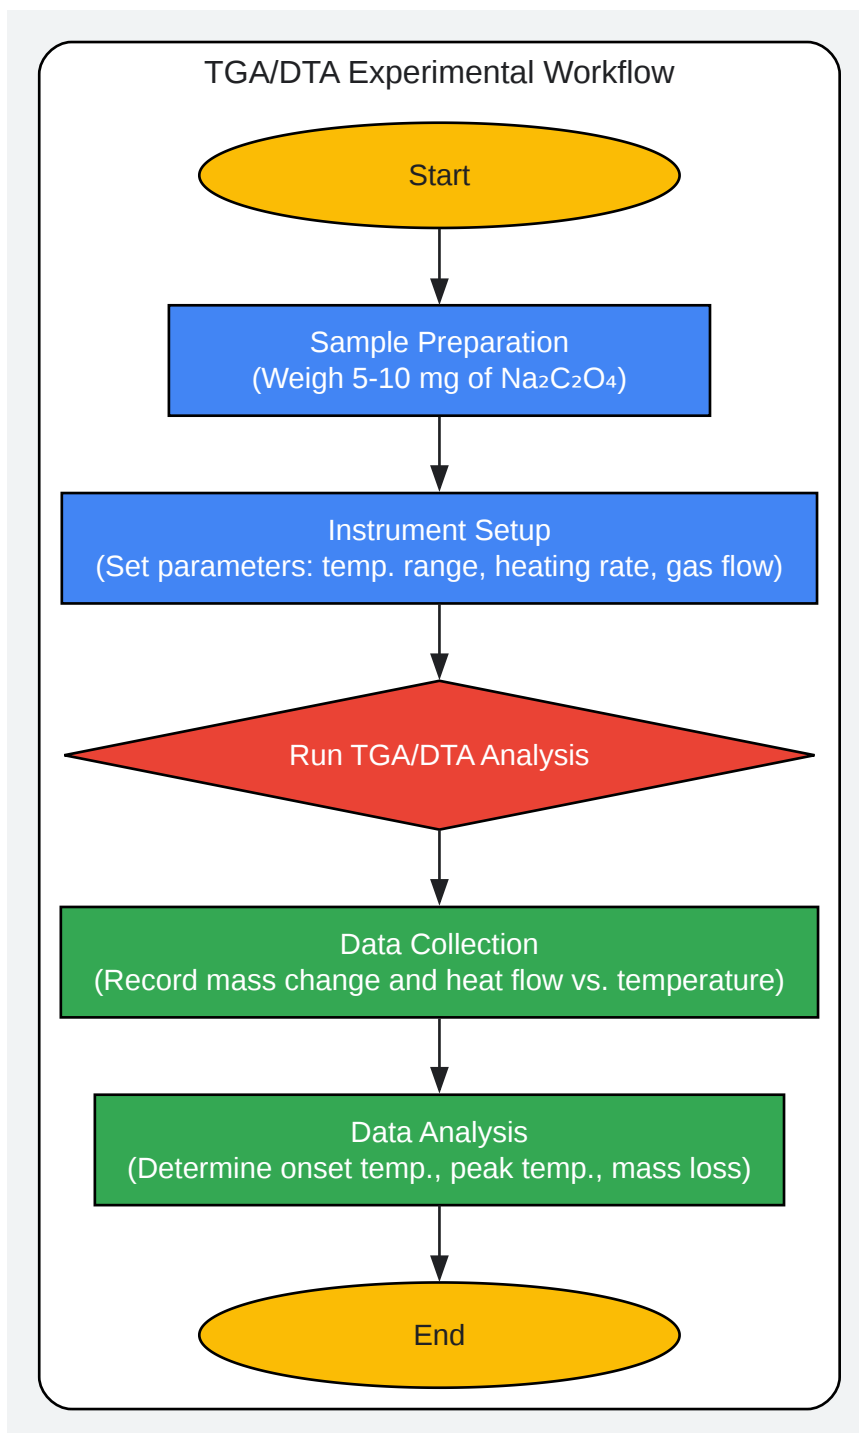 TGA/DTA Experimental Workflow
Start
Sample Preparation
(Weigh 5-10 mg of Na₂C₂O₄)
Instrument Setup
(Set parameters: temp. range, heating rate, gas flow)
Run TGA/DTA Analysis
Data Collection
(Record mass change and heat flow vs. temperature)
Data Analysis
(Determine onset temp., peak temp., mass loss)
End